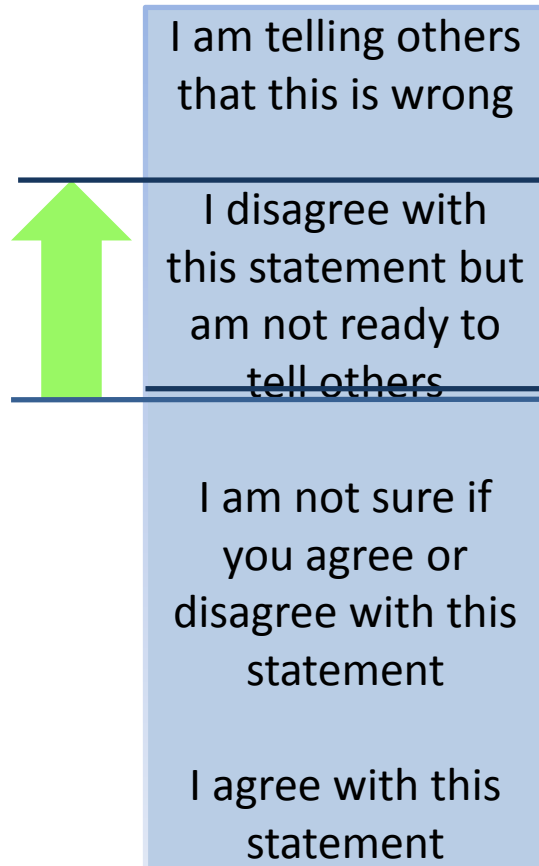 I am telling others
that this is wrong
I disagree with
this statement but
am not ready to
tell others
I am not sure if
you agree or
disagree with this
statement
I agree with this
statement